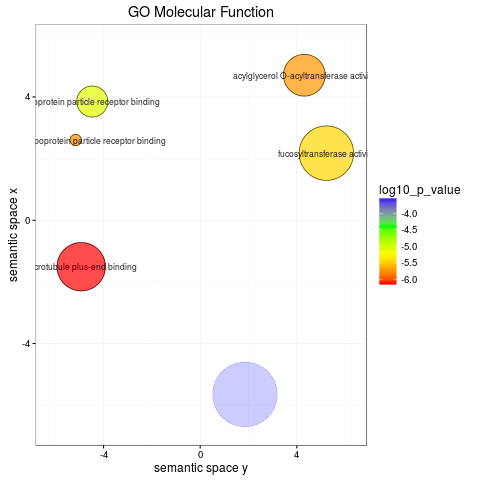 GO Molecular Function
acylglycerol O-acyltransferase activi
oprotein particle receptor binding
poprotein particle receptor binding
fucosyltransferase activi
crotubule plus-end binding
semantic space x
4
0
-4
-4
0
4
semantic space y
log10_p_value
-4.0
-4.5
-5.0
-5.5
-6.0